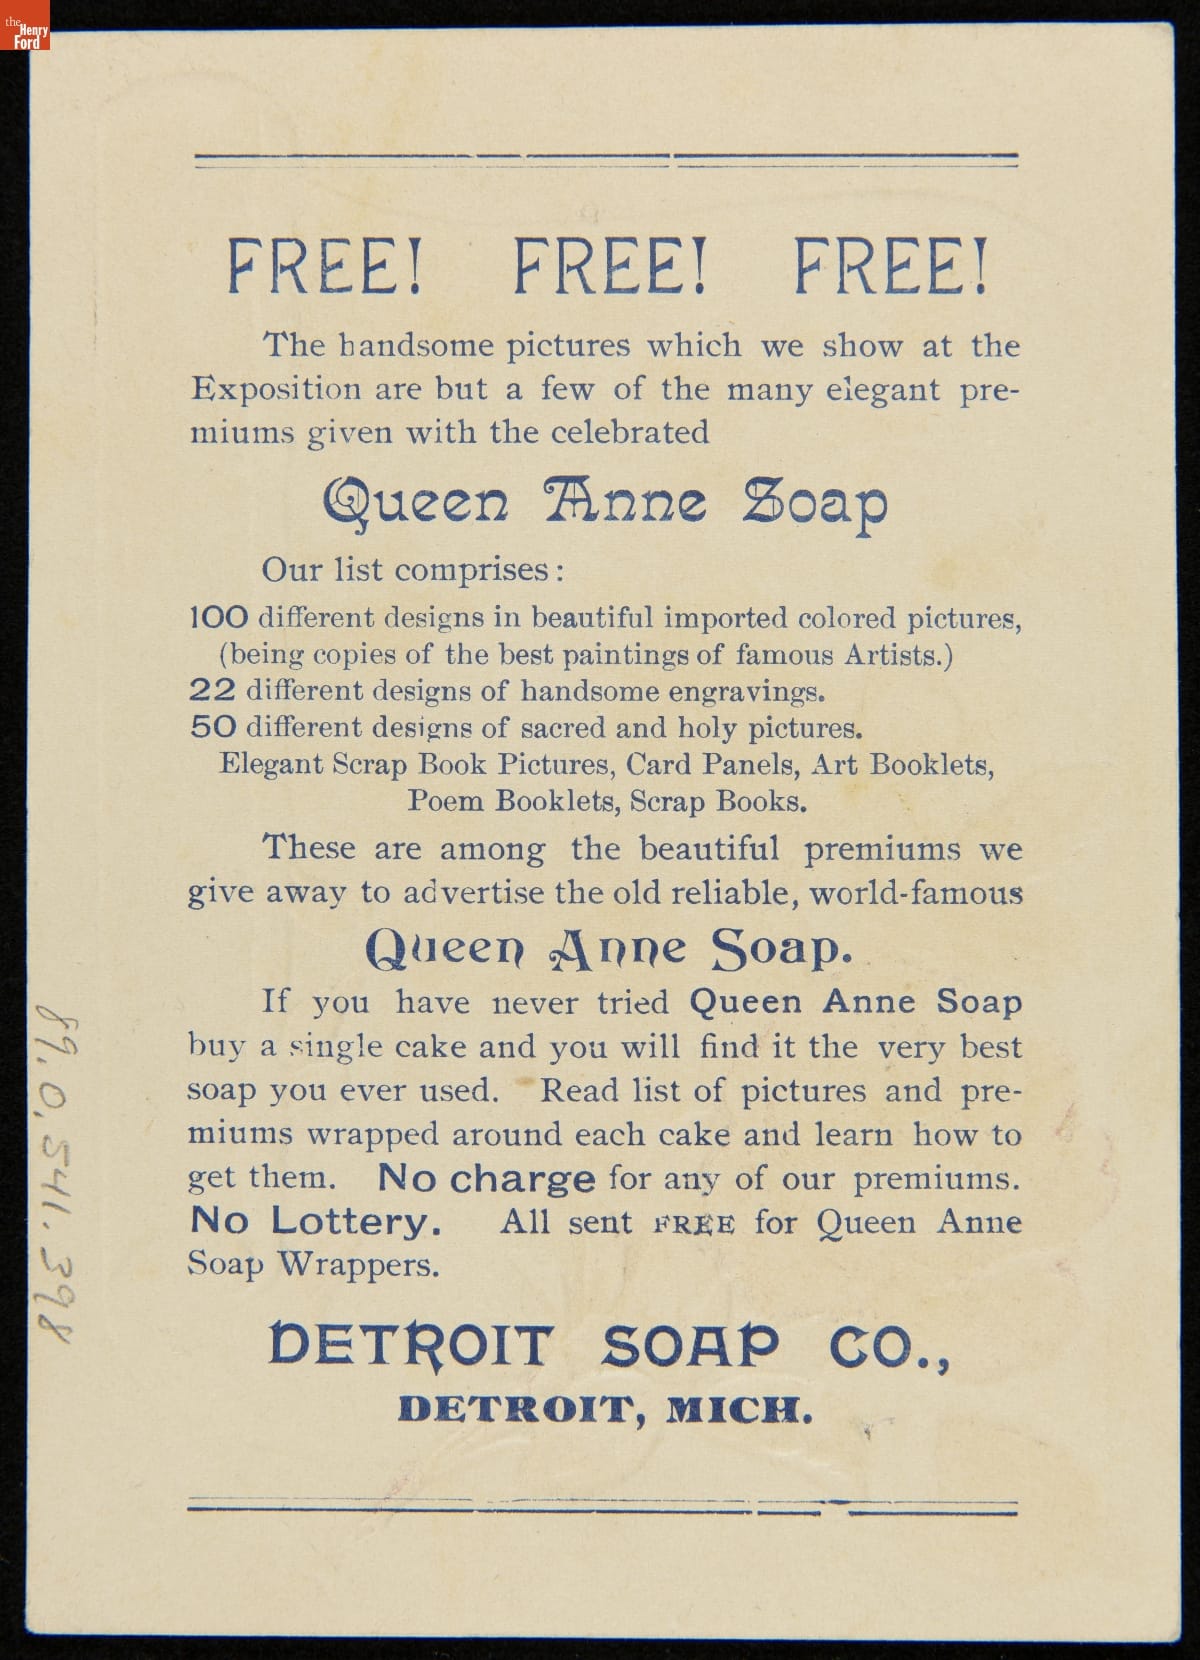 the
Henry
Ford
FREE! FREE! FREE!
The handsome pictures which we show at the
Exposition are but a few of the many elegant pre-
miums given with the celebrated
Queen Anne Soap
Our list comprises:
100 different designs in beautiful imported colored pictures,
(being copies of the best paintings of famous Artists.)
22 different designs of handsome engravings.
50 different designs of sacred and holy pictures.
Elegant Scrap Book Pictures, Card Panels, Art Booklets,
Poem Booklets, Scrap Books.
These are among the beautiful premiums we
give away to advertise the old reliable, world-famous
Queen Anne Soap.
If you have never tried Queen Anne Soap
buy a single cake and you will find it the very best
soap you ever used. Read list of pictures and pre-
miums wrapped around each cake and learn how to
get them. No charge for any of our premiums.
No Lottery. All sent FREE for Queen Anne
Soap Wrappers.
DETROIT SOAP CO.,
DETROIT, MICH.
89.0.541.398